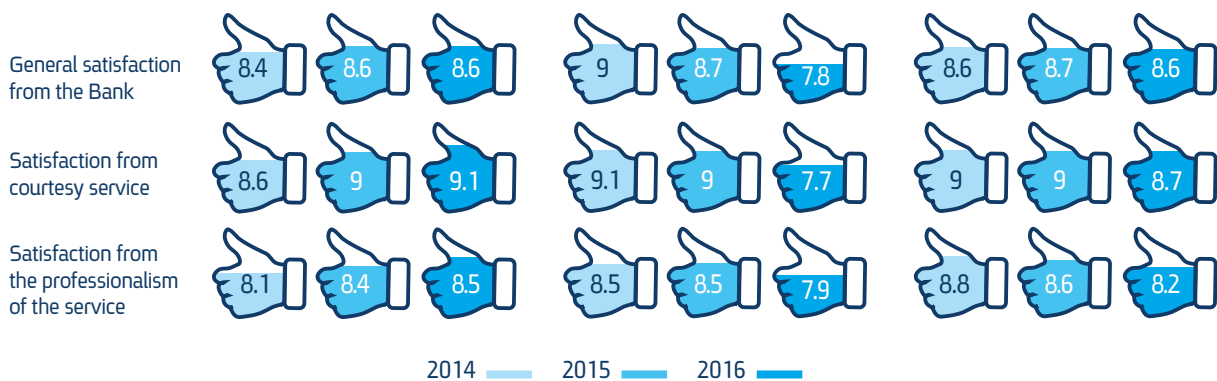 General satisfaction
from the Bank
8.4 8.6 8.6 9 8.7 7.8 8.6 8.7 8.6
Satisfaction from
courtesy service
8.6 9 9.1 9.1 9 7.7 9 9 8.7
Satisfaction from
the professionalism
of the service
8.1 8.4 8.5 8.5 8.5 7.9 8.8 8.6 8.2
2014 2015 2016